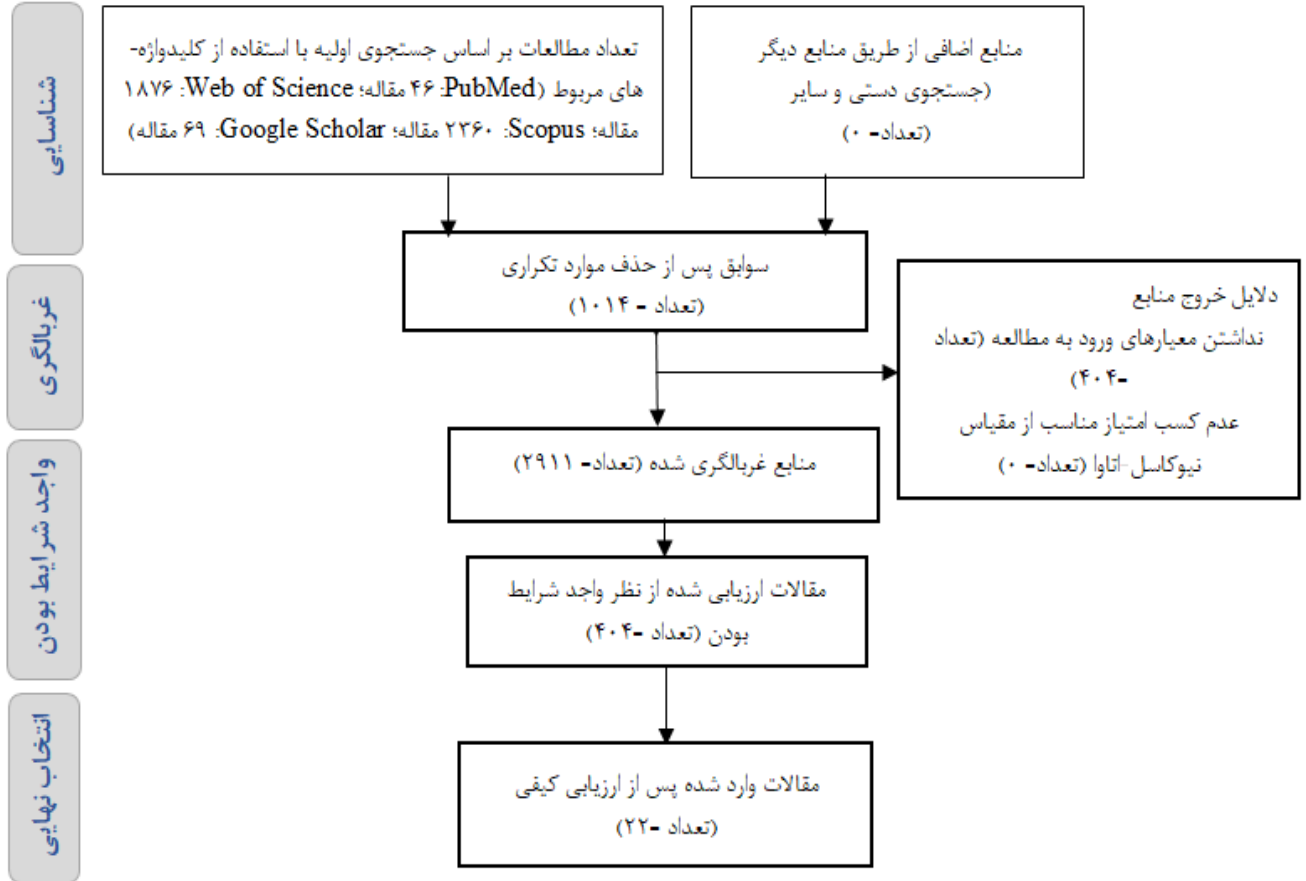 شناسایی
منابع اضافی از طریق منابع دیگر
(جستجوی دستی و سایر
(تعداد- ۰)
تعداد مطالعات بر اساس جستجوی اولیه با استفاده از کلیدواژه-
های مربوط (PubMed: ۴۶ مقاله؛ Web of Science: ۱۸۷۶
مقاله؛ Scopus: ۲۳۶۰ مقاله؛ Google Scholar: ۶۹ مقاله)
سوابق پس از حذف موارد تکراری
(تعداد - ۱۰۱۴)
غربالگری
دلایل خروج منابع
نداشتن معیارهای ورود به مطالعه (تعداد
-۴۰۴)
عدم کسب امتیاز مناسب از مقیاس
نیوکاسل-اتاوا (تعداد- ۰)
منابع غربالگری شده (تعداد- ۲۹۱۱)
واجد شرایط بودن
مقالات ارزیابی شده از نظر واجد شرایط
بودن (تعداد -۴۰۴)
انتخاب نهایی
مقالات وارد شده پس از ارزیابی کیفی
(تعداد -۲۲)